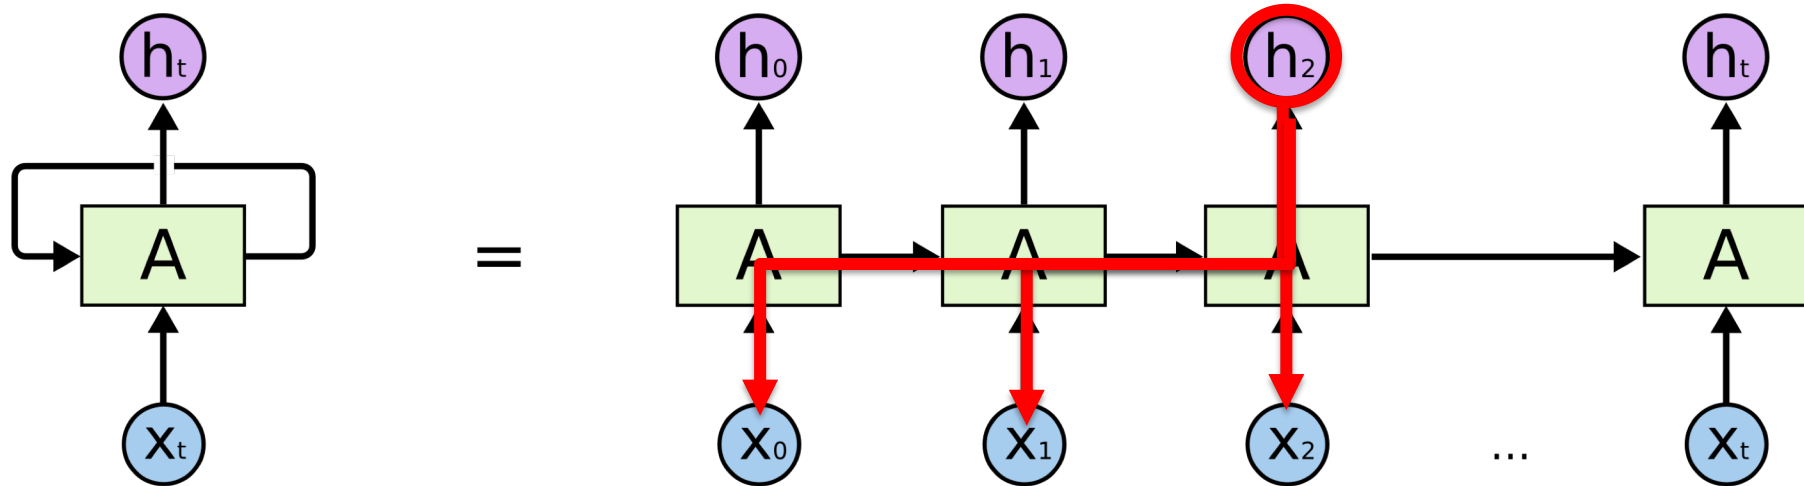 hₜ h₀ h₁ h₂ hₜ
A = A A A A
xₜ x₀ x₁ x₂ ... xₜ